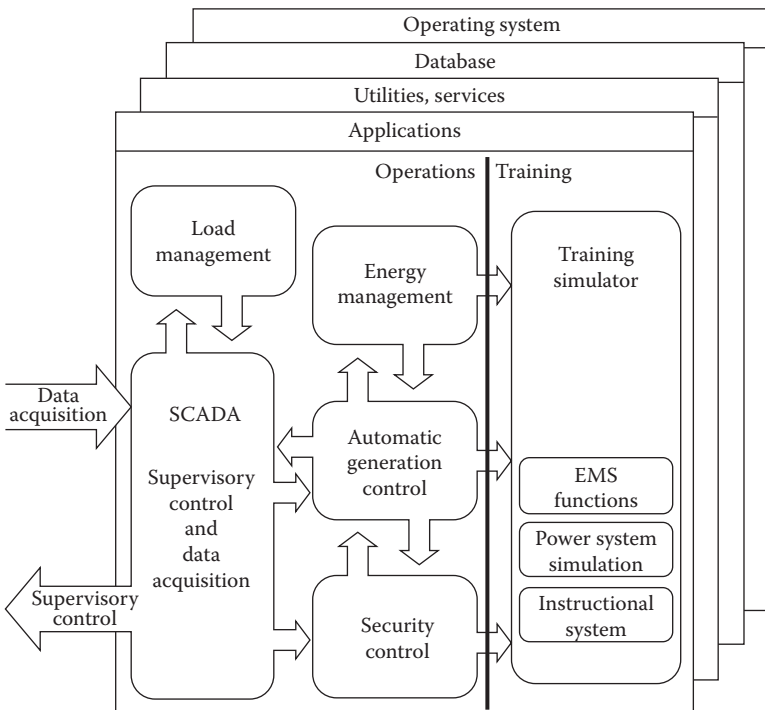 Operating system
Database
Utilities, services
Applications
Operations
Training
Load
management
Energy
management
Training
simulator
Data
acquisition
SCADA
Supervisory
control
and
data
acquisition
Automatic
generation
control
EMS
functions
Power system
simulation
Instructional
system
Supervisory
control
Security
control